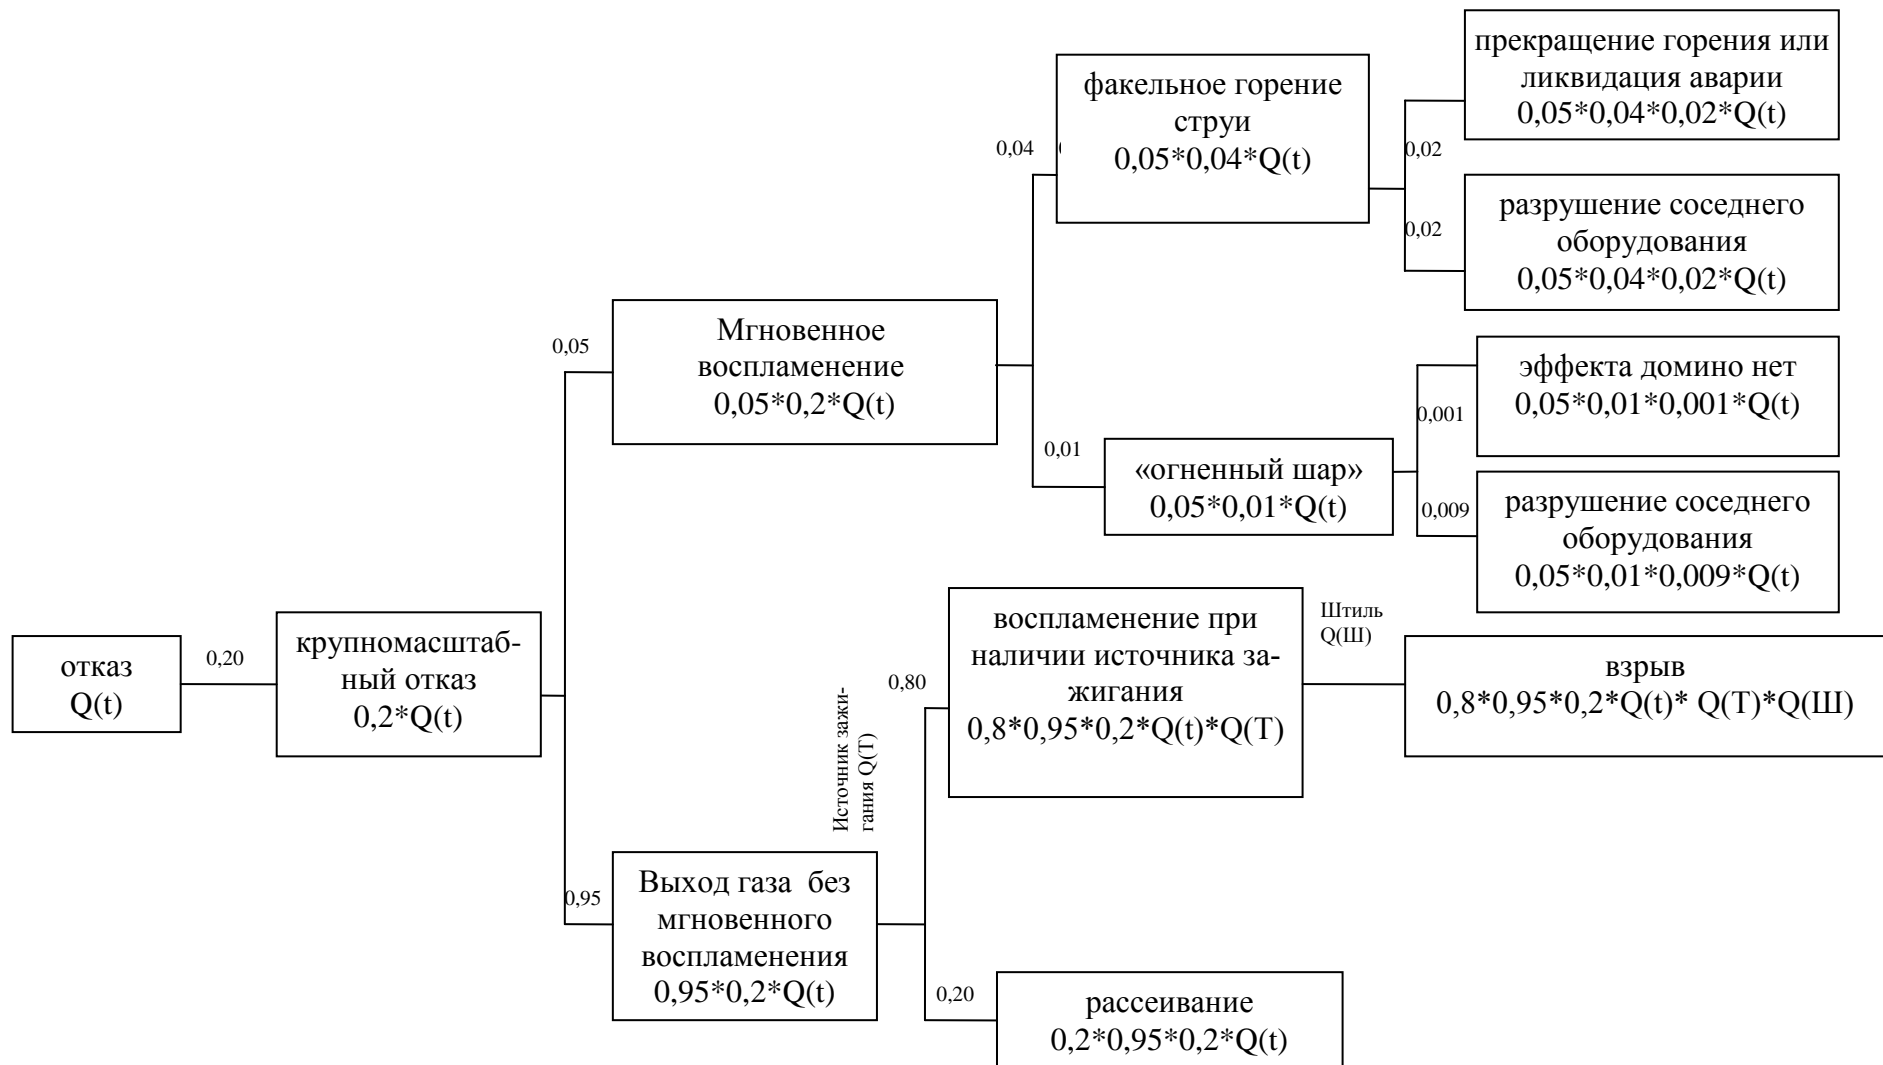 отказ
Q(t)
0,20
крупномасштаб-
ный отказ
0,2*Q(t)
0,05
Мгновенное
воспламенение
0,05*0,2*Q(t)
0,04
факельное горение
струи
0,05*0,04*Q(t)
0,02
прекращение горения или
ликвидация аварии
0,05*0,04*0,02*Q(t)
0,02
разрушение соседнего
оборудования
0,05*0,04*0,02*Q(t)
0,01
«огненный шар»
0,05*0,01*Q(t)
0,001
эффекта домино нет
0,05*0,01*0,001*Q(t)
0,009
разрушение соседнего
оборудования
0,05*0,01*0,009*Q(t)
0,95
Выход газа без
мгновенного
воспламенения
0,95*0,2*Q(t)
Источник зажи-
гания Q(T)
0,80
воспламенение при
наличии источника за-
жигания
0,8*0,95*0,2*Q(t)*Q(T)
Штиль
Q(Ш)
взрыв
0,8*0,95*0,2*Q(t)* Q(T)*Q(Ш)
0,20
рассеивание
0,2*0,95*0,2*Q(t)